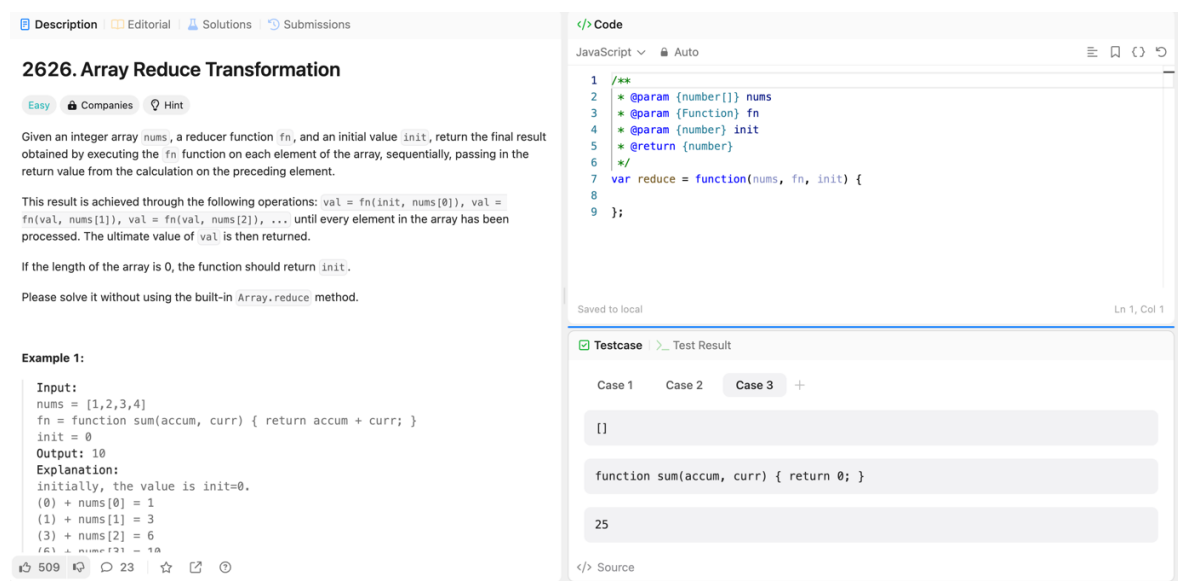 Description
Editorial
Solutions
Submissions
2626. Array Reduce Transformation
Easy
Companies
Hint
Given an integer array nums, a reducer function fn, and an initial value init, return the final result
obtained by executing the fn function on each element of the array, sequentially, passing in the
return value from the calculation on the preceding element.
This result is achieved through the following operations: val = fn(init, nums[0]), val =
fn(val, nums[1]), val = fn(val, nums[2]), ... until every element in the array has been
processed. The ultimate value of val is then returned.
If the length of the array is 0, the function should return init.
Please solve it without using the built-in Array.reduce method.
Example 1:
Input:
nums = [1,2,3,4]
fn = function sum(accum, curr) { return accum + curr; }
init = 0
Output: 10
Explanation:
initially, the value is init=0.
(0) + nums[0] = 1
(1) + nums[1] = 3
(3) + nums[2] = 6
(6) + nums[3] = 10
509
23
</> Code
JavaScript
Auto
1 /**
2 * @param {number[]} nums
3 * @param {Function} fn
4 * @param {number} init
5 * @return {number}
6 */
7 var reduce = function(nums, fn, init) {
8
9 };
Saved to local
Ln 1, Col 1
Testcase
>_ Test Result
Case 1
Case 2
Case 3
+
[]
function sum(accum, curr) { return 0; }
25
</> Source